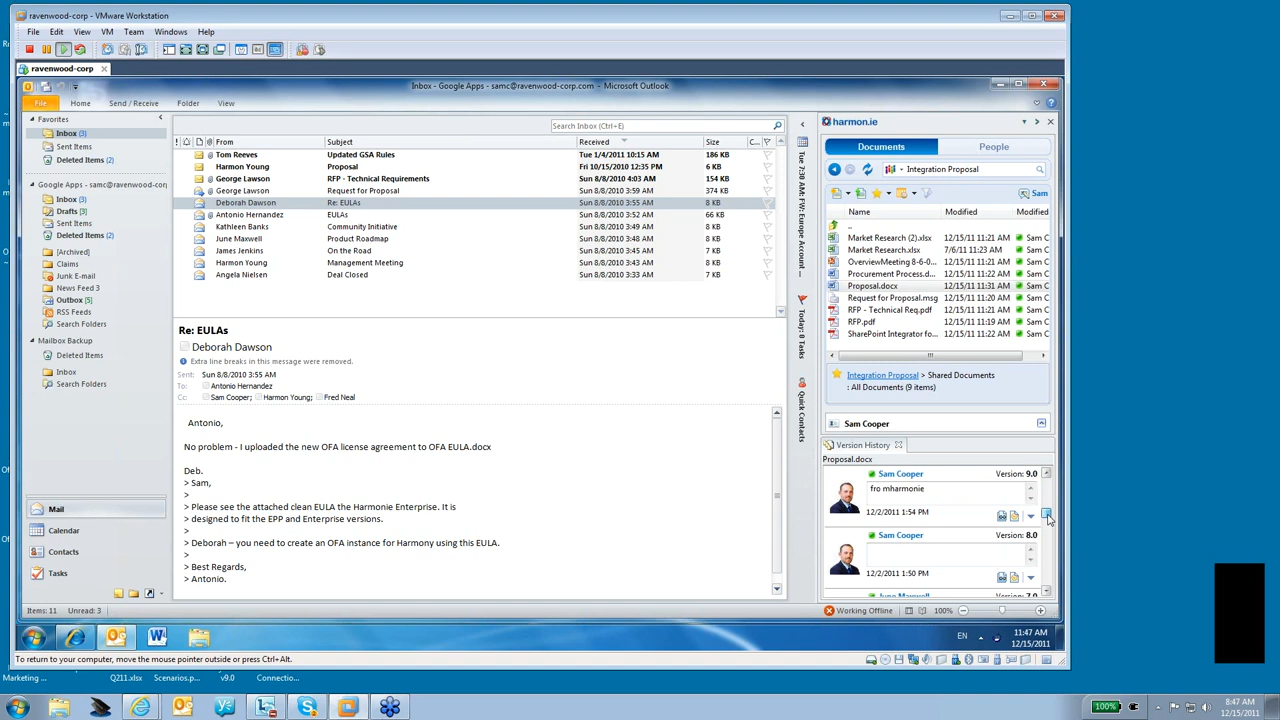 ravenwood-corp - VMware Workstation
File Edit View VM Team Windows Help
ravenwood-corp
Inbox - Google Apps - samc@ravenwood-corp.com - Microsoft Outlook
File Home Send / Receive Folder View
Favorites
Inbox (3)
Sent Items
Deleted Items (2)
Google Apps - samc@ravenwood-corp
Inbox (3)
Drafts (3)
Sent Items
Deleted Items (2)
[Archived]
Claims
Junk E-mail
News Feed 3
Outbox (5)
RSS Feeds
Search Folders
Mailbox Backup
Deleted Items
Inbox
Search Folders
Mail
Calendar
Contacts
Tasks
Search Inbox (Ctrl+E)
From Subject Received Size C...
Tom Reeves Updated GSA Rules Tue 1/4/2011 10:15 AM 186 KB
Harmon Young Proposal Fri 10/15/2010 12:35 PM 6 KB
George Lawson RFP - Technical Requirements Sun 8/8/2010 4:03 AM 154 KB
George Lawson Request for Proposal Sun 8/8/2010 3:59 AM 374 KB
Deborah Dawson Re: EULAs Sun 8/8/2010 3:55 AM 8 KB
Antonio Hernandez EULAs Sun 8/8/2010 3:52 AM 66 KB
Kathleen Banks Community Initiative Sun 8/8/2010 3:49 AM 8 KB
June Maxwell Product Roadmap Sun 8/8/2010 3:48 AM 8 KB
James Jenkins On the Road Sun 8/8/2010 3:45 AM 7 KB
Harmon Young Management Meeting Sun 8/8/2010 3:43 AM 8 KB
Angela Nielsen Deal Closed Sun 8/8/2010 3:33 AM 7 KB
Re: EULAs
Deborah Dawson
Extra line breaks in this message were removed.
Sent: Sun 8/8/2010 3:55 AM
To: Antonio Hernandez
Cc: Sam Cooper; Harmon Young; Fred Neal
Antonio,
No problem - I uploaded the new OFA license agreement to OFA EULA.docx
Deb.
> Sam,
>
> Please see the attached clean EULA the Harmonie Enterprise. It is
> designed to fit the EPP and Enterprise versions.
>
> Deborah – you need to create an OFA instance for Harmony using this EULA.
>
> Best Regards,
> Antonio.
Tue 7:38 AM: FW: Europe Account ...
Today: 0 Tasks
Quick Contacts
harmon.ie
Documents People
Integration Proposal
Sam
Name Modified Modified
..
Market Research (2).xlsx 12/15/11 11:21 AM Sam C
Market Research.xlsx 7/6/11 11:23 AM Sam C
OverviewMeeting 8-6-0... 12/15/11 11:21 AM Sam C
Procurement Process.d... 12/15/11 11:22 AM Sam C
Proposal.docx 12/15/11 11:31 AM Sam C
Request for Proposal.msg 12/15/11 11:20 AM Sam C
RFP - Technical Req.pdf 12/15/11 11:21 AM Sam C
RFP.pdf 12/15/11 11:19 AM Sam C
SharePoint Integrator fo... 12/15/11 11:22 AM Sam C
Integration Proposal > Shared Documents
: All Documents (9 items)
Sam Cooper
Version History
Proposal.docx
Sam Cooper Version: 9.0
fro mharmonie
12/2/2011 1:54 PM
Sam Cooper Version: 8.0
12/2/2011 1:50 PM
June Maxwell 7.0
Items: 11 Unread: 3
Working Offline 100%
EN 11:47 AM
12/15/2011
To return to your computer, move the mouse pointer outside or press Ctrl+Alt.
Marketing ... Q211.xlsx Scenarios.p... v9.0 Connectio...
100% 8:47 AM
12/15/2011